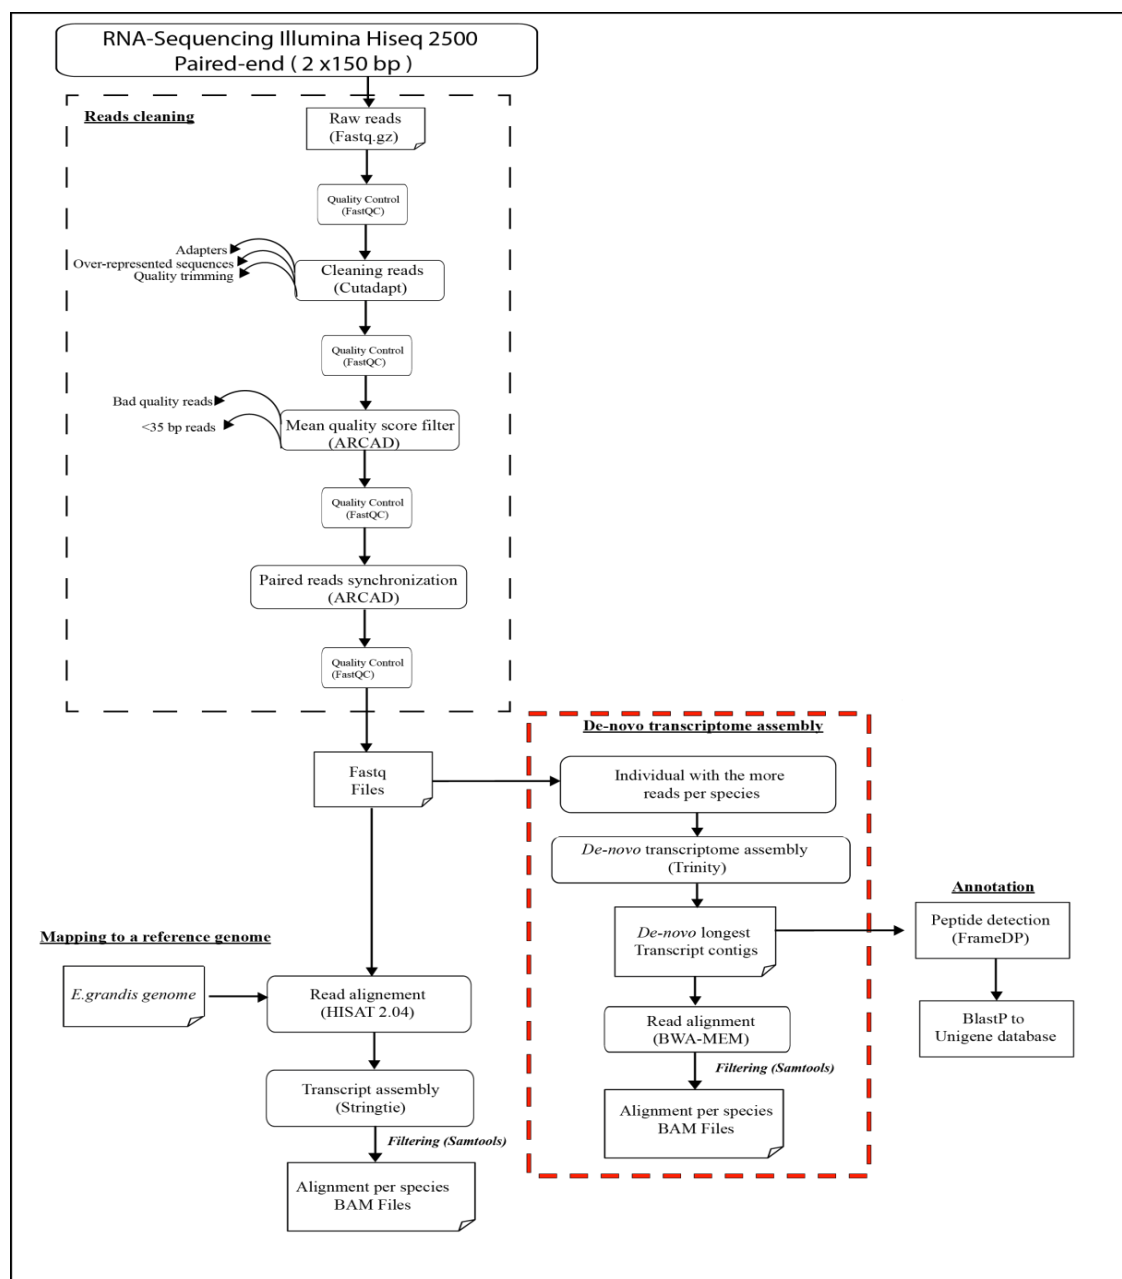 RNA-Sequencing Illumina Hiseq 2500
Paired-end ( 2 x150 bp )
Reads cleaning
Raw reads
(Fastq.gz)
Quality Control
(FastQC)
Adapters
Over-represented sequences
Quality trimming
Cleaning reads
(Cutadapt)
Quality Control
(FastQC)
Bad quality reads
<35 bp reads
Mean quality score filter
(ARCAD)
Quality Control
(FastQC)
Paired reads synchronization
(ARCAD)
Quality Control
(FastQC)
Fastq
Files
De-novo transcriptome assembly
Individual with the more
reads per species
De-novo transcriptome assembly
(Trinity)
De-novo longest
Transcript contigs
Read alignment
(BWA-MEM)
Filtering (Samtools)
Alignment per species
BAM Files
Annotation
Peptide detection
(FrameDP)
BlastP to
Unigene database
Mapping to a reference genome
E.grandis genome
Read alignement
(HISAT 2.04)
Transcript assembly
(Stringtie)
Filtering (Samtools)
Alignment per species
BAM Files